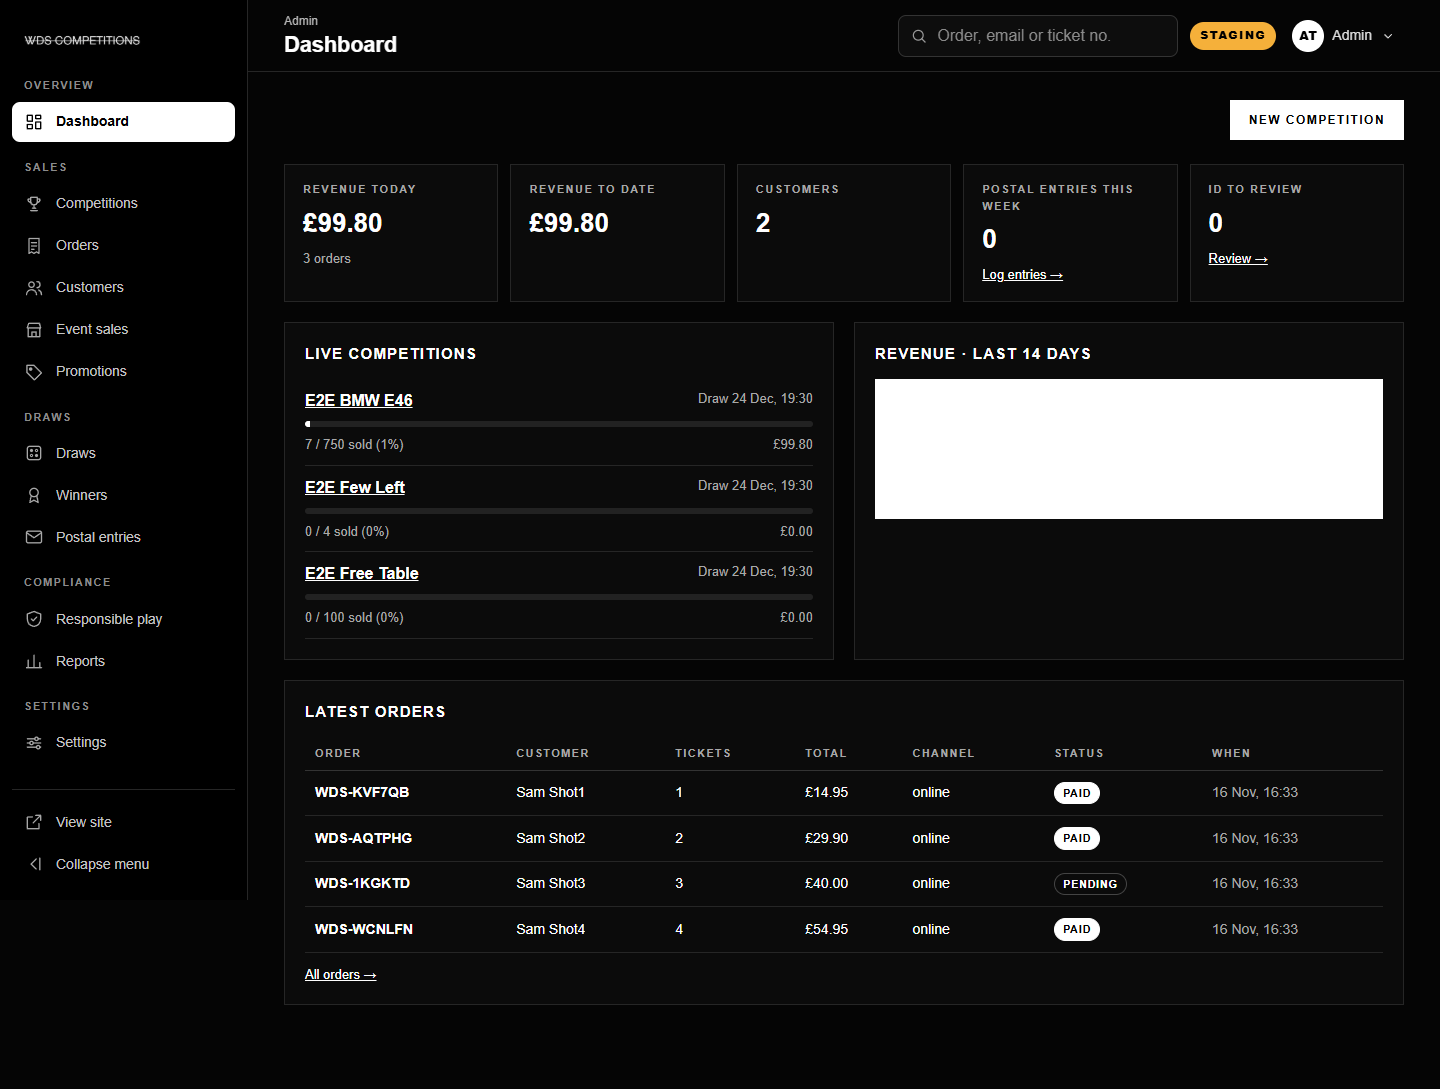 WDS COMPETITIONS
OVERVIEW
Dashboard
SALES
Competitions
Orders
Customers
Event sales
Promotions
DRAWS
Draws
Winners
Postal entries
COMPLIANCE
Responsible play
Reports
SETTINGS
Settings
View site
Collapse menu
Admin
Dashboard
Order, email or ticket no.
STAGING
AT
Admin
NEW COMPETITION
REVENUE TODAY
£99.80
3 orders
REVENUE TO DATE
£99.80
CUSTOMERS
2
POSTAL ENTRIES THIS
WEEK
0
Log entries →
ID TO REVIEW
0
Review →
LIVE COMPETITIONS
E2E BMW E46 Draw 24 Dec, 19:30
7 / 750 sold (1%) £99.80
E2E Few Left Draw 24 Dec, 19:30
0 / 4 sold (0%) £0.00
E2E Free Table Draw 24 Dec, 19:30
0 / 100 sold (0%) £0.00
REVENUE · LAST 14 DAYS
LATEST ORDERS
ORDER CUSTOMER TICKETS TOTAL CHANNEL STATUS WHEN
WDS-KVF7QB Sam Shot1 1 £14.95 online PAID 16 Nov, 16:33
WDS-AQTPHG Sam Shot2 2 £29.90 online PAID 16 Nov, 16:33
WDS-1KGKTD Sam Shot3 3 £40.00 online PENDING 16 Nov, 16:33
WDS-WCNLFN Sam Shot4 4 £54.95 online PAID 16 Nov, 16:33
All orders →